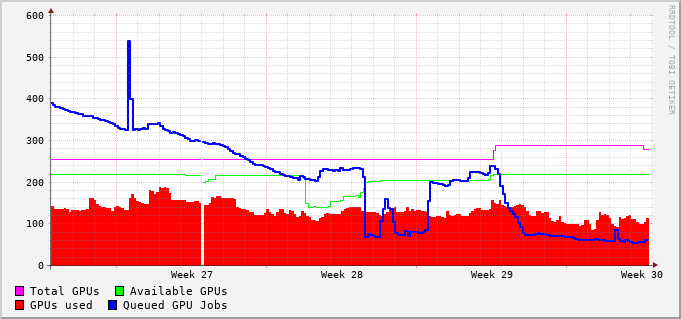 600
500
400
300
200
100
0
Week 27 Week 28 Week 29 Week 30
Total GPUs Available GPUs
GPUs used Queued GPU Jobs
RRDTOOL / TOBI OETIKER